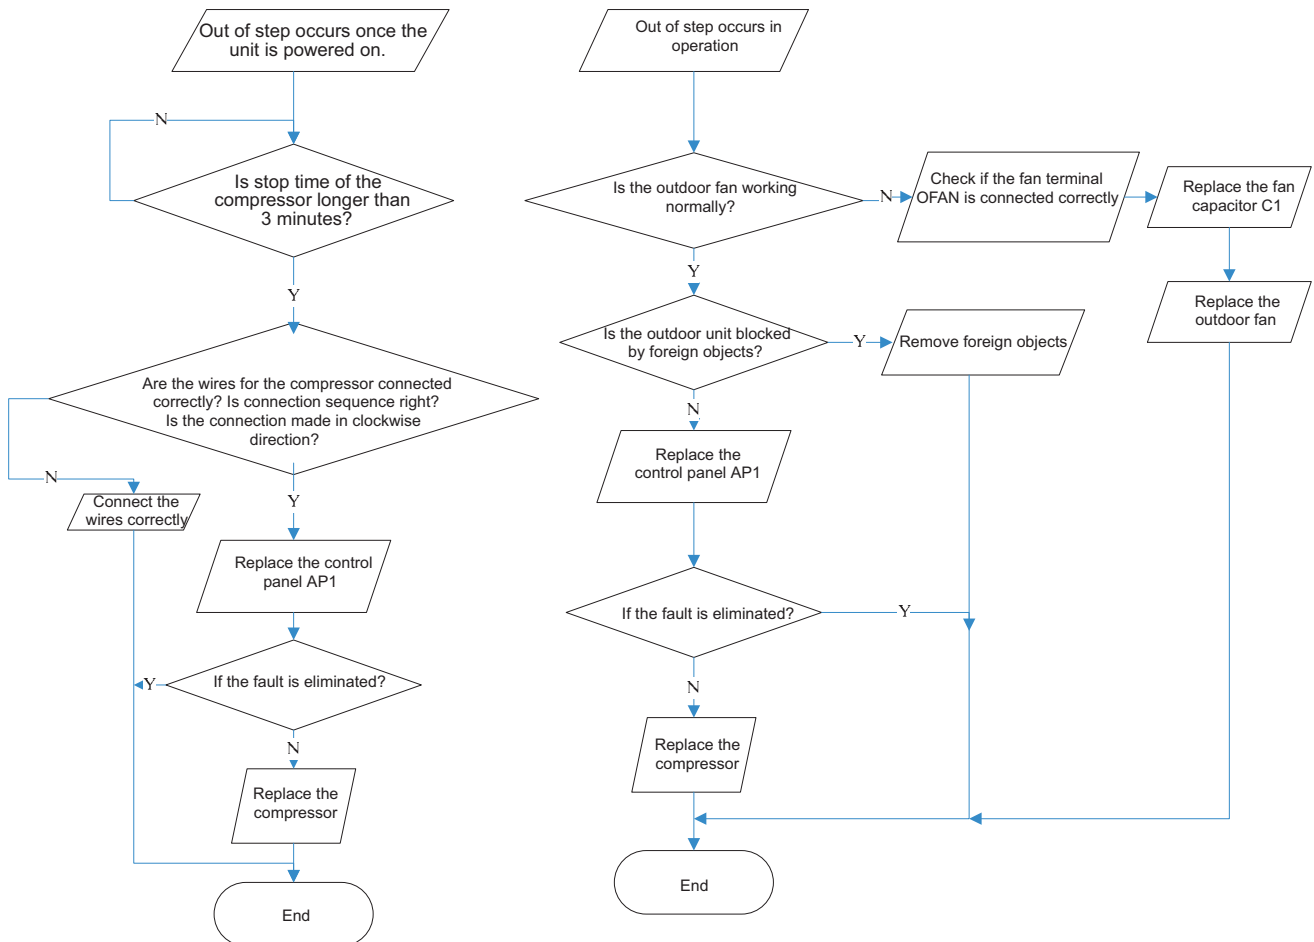 Out of step occurs once the
unit is powered on.
N
Is stop time of the
compressor longer than
3 minutes?
Y
Are the wires for the compressor connected
correctly? Is connection sequence right?
Is the connection made in clockwise
direction?
N
Connect the
wires correctly
Y
Replace the control
panel AP1
If the fault is eliminated?
Y
N
Replace the
compressor
End
Out of step occurs in
operation
Is the outdoor fan working
normally?
N
Check if the fan terminal
OFAN is connected correctly
Replace the fan
capacitor C1
Replace the
outdoor fan
Y
Is the outdoor unit blocked
by foreign objects?
Y
Remove foreign objects
N
Replace the
control panel AP1
If the fault is eliminated?
Y
N
Replace the
compressor
End